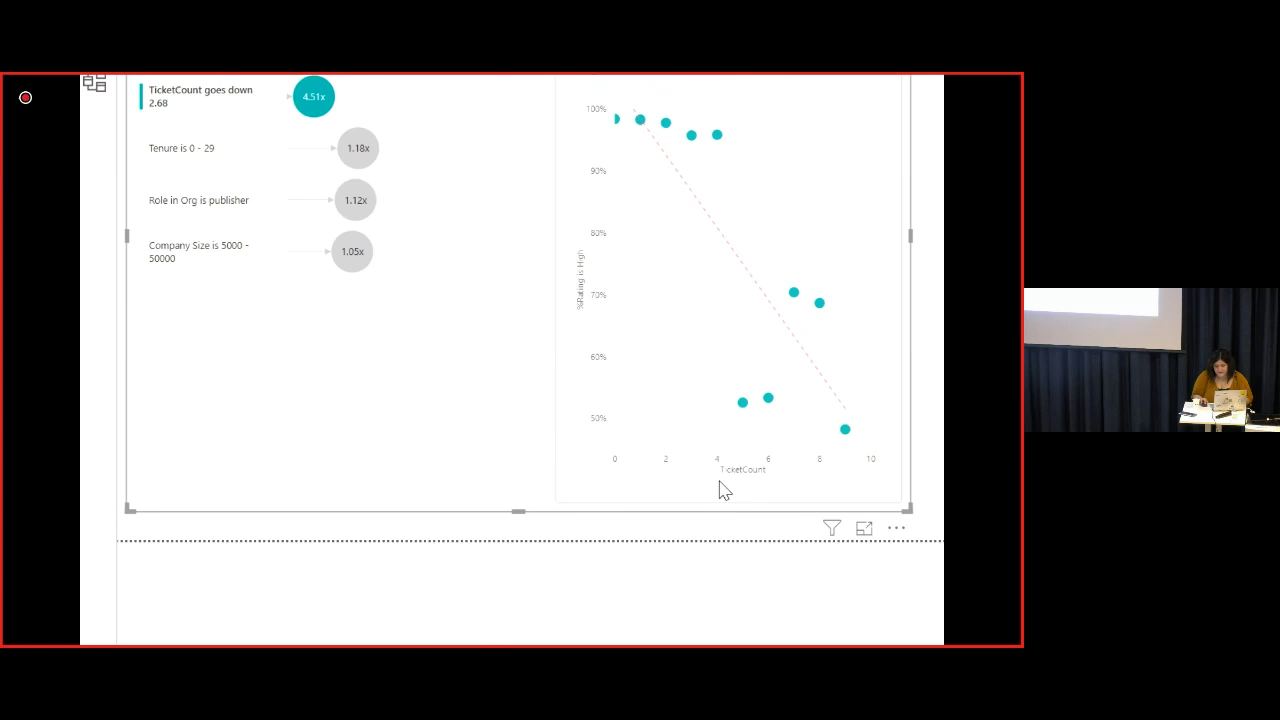 TicketCount goes down
2.68
4.51x
Tenure is 0 - 29
1.18x
Role in Org is publisher
1.12x
Company Size is 5000 -
50000
1.05x
100%
90%
80%
70%
60%
50%
%Rating is High
0 2 4 6 8 10
TicketCount